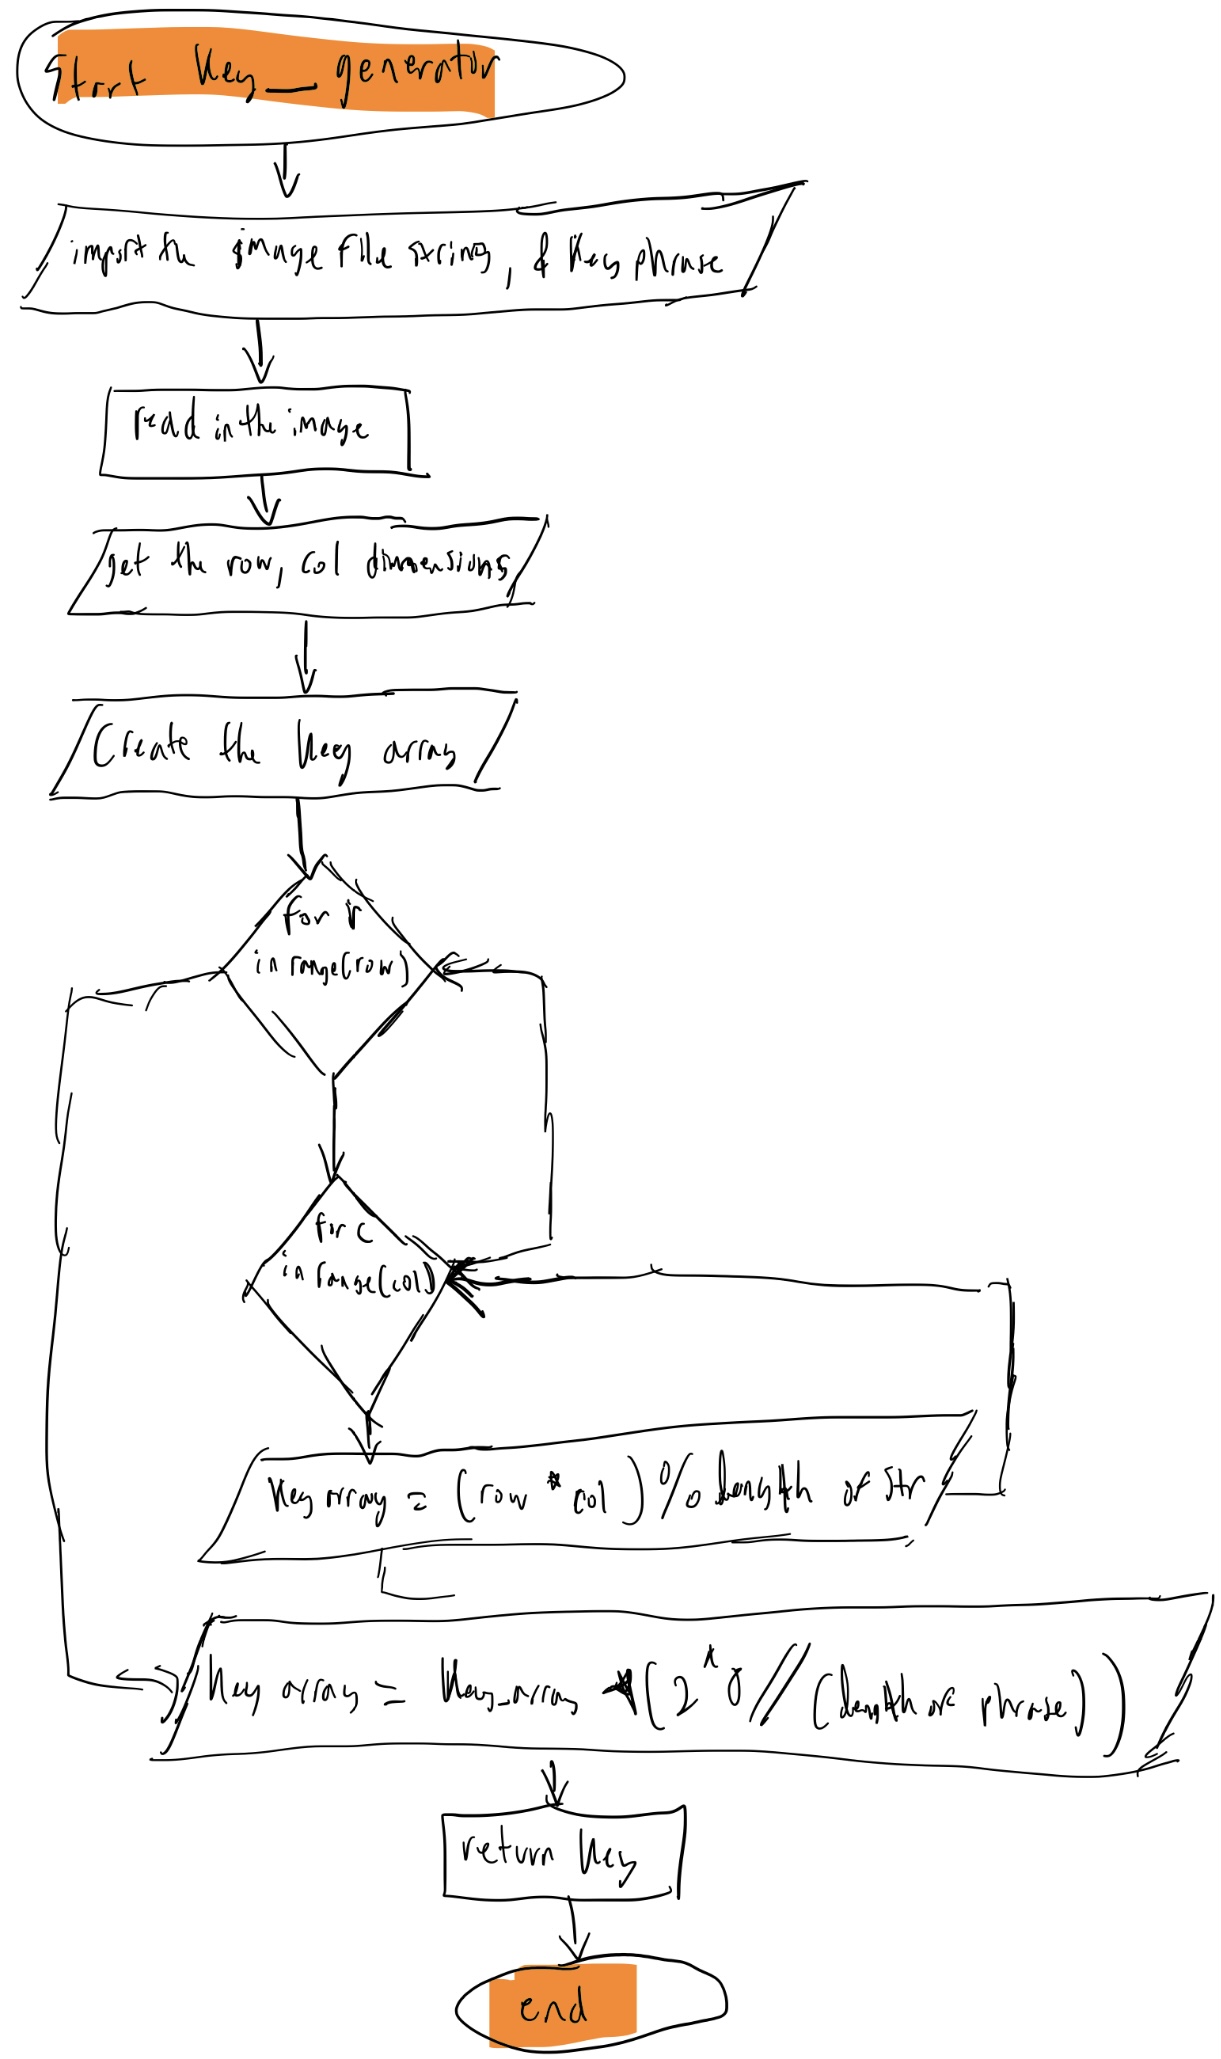 Start Key_generator
import the image file string, & Key phrase
read in the image
get the row, col dimensions
Create the Key array
for r
in range(row)
for c
in range(col)
Key array = (row * col) % length of str
Key array = Key_array * (2^8 // (length of phrase))
return Key
end